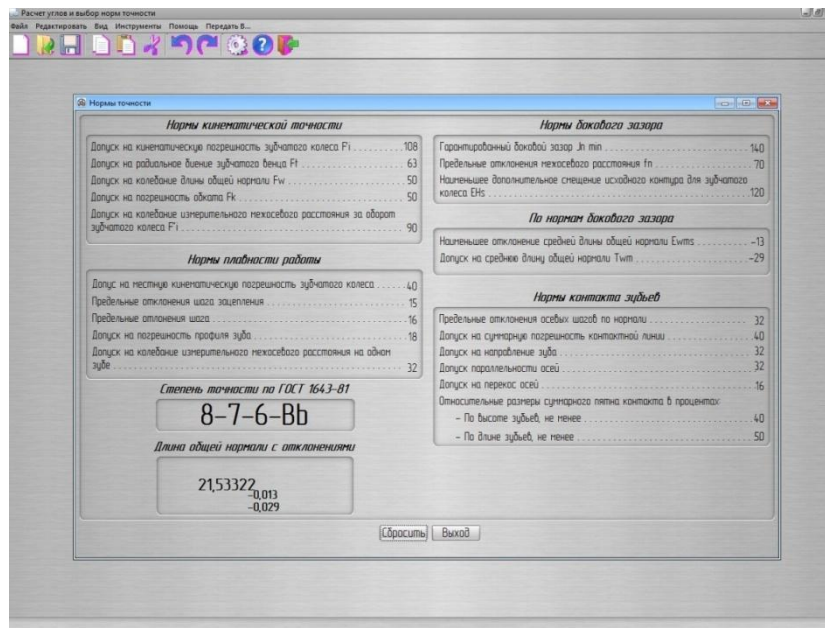 Расчет углов и выбор норм точности
Файл Редактировать Вид Инструменты Помощь Передать В...
Нормы точности
Нормы кинематической точности
Допуск на кинематическую погрешность зубчатого колеса F'i 108
Допуск на радиальное биение зубчатого венца Ff 63
Допуск на колебание длины общей нормали Fw 50
Допуск на погрешность обката Fk 50
Допуск на колебание измерительного межосевого расстояния за оборот
зубчатого колеса F'i 90
Нормы плавности работы
Допус на местную кинематическую погрешность зубчатого колеса 40
Предельные отклонения шага зацепления 15
Предельные отлонения шага 16
Допуск на погрешность профиля зуба 18
Допуск на колебание измерительного межосевого расстояния на одном
зубе 32
Степень точности по ГОСТ 1643-81
8-7-6-Bb
Длина общей нормали с отклонениями
21,53322
-0,013
-0,029
Нормы бокового зазора
Гарантированный боковой зазор Jn min 140
Предельные отклонения межосевого расстояния fn 70
Наименьшее дополнительное смещение исходного контура для зубчатого
колеса EHs 120
По нормам бокового зазора
Наименьшее отклонение средней длины общей нормали Ewms -13
Допуск на среднюю длину общей нормали Twm -29
Нормы контакта зубьев
Предельные отклонения осевых шагов по нормали 32
Допуск на суммарную погрешность контактной линии 40
Допуск на направление зуба 32
Допуск параллельности осей 32
Допуск на перекос осей 16
Относительные размеры суммарного пятна контакта в процентах:
- По высоте зубьев, не менее 40
- По длине зубьев, не менее 50
Сбросить Выход